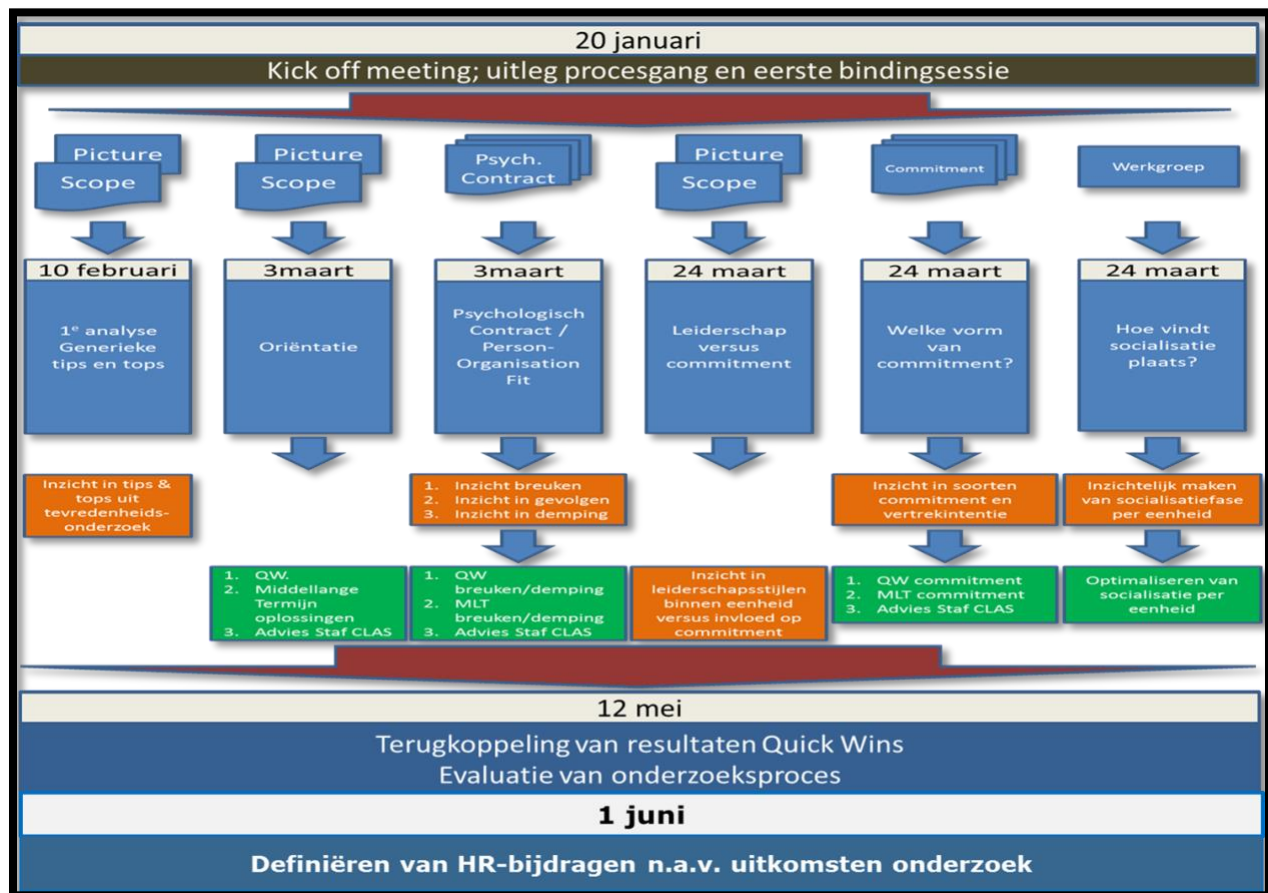 20 januari
Kick off meeting; uitleg procesgang en eerste bindingsessie
Picture
Scope
Picture
Scope
Psych.
Contract
Picture
Scope
Commitment
Werkgroep
10 februari
1e analyse
Generieke
tips en tops
3maart
Oriëntatie
3maart
Psychologisch
Contract /
Person-
Organisation
Fit
24 maart
Leiderschap
versus
commitment
24 maart
Welke vorm
van
commitment?
24 maart
Hoe vindt
socialisatie
plaats?
Inzicht in tips &
tops uit
tevredenheids-
onderzoek
1. Inzicht breuken
2. Inzicht in gevolgen
3. Inzicht in demping
Inzicht in soorten
commitment en
vertrekintentie
Inzichtelijk maken
van socialisatiefase
per eenheid
1. QW.
2. Middellange
Termijn
oplossingen
3. Advies Staf CLAS
1. QW
breuken/demping
2. MLT
breuken/demping
3. Advies Staf CLAS
Inzicht in
leiderschapsstijlen
binnen eenheid
versus invloed op
commitment
1. QW commitment
2. MLT commitment
3. Advies Staf CLAS
Optimaliseren van
socialisatie per
eenheid
12 mei
Terugkoppeling van resultaten Quick Wins
Evaluatie van onderzoeksproces
1 juni
Definiëren van HR-bijdragen n.a.v. uitkomsten onderzoek